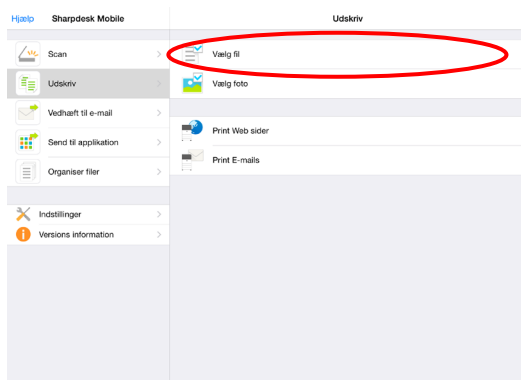 Hjælp Sharpdesk Mobile
Scan
Udskriv
Vedhæft til e-mail
Send til applikation
Organiser filer
Indstillinger
Versions information
Udskriv
Vælg fil
Vælg foto
Print Web sider
Print E-mails